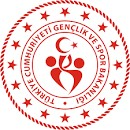 TÜRKİYE CUMHURİYETİ GENÇLİK VE SPOR BAKANLIĞI